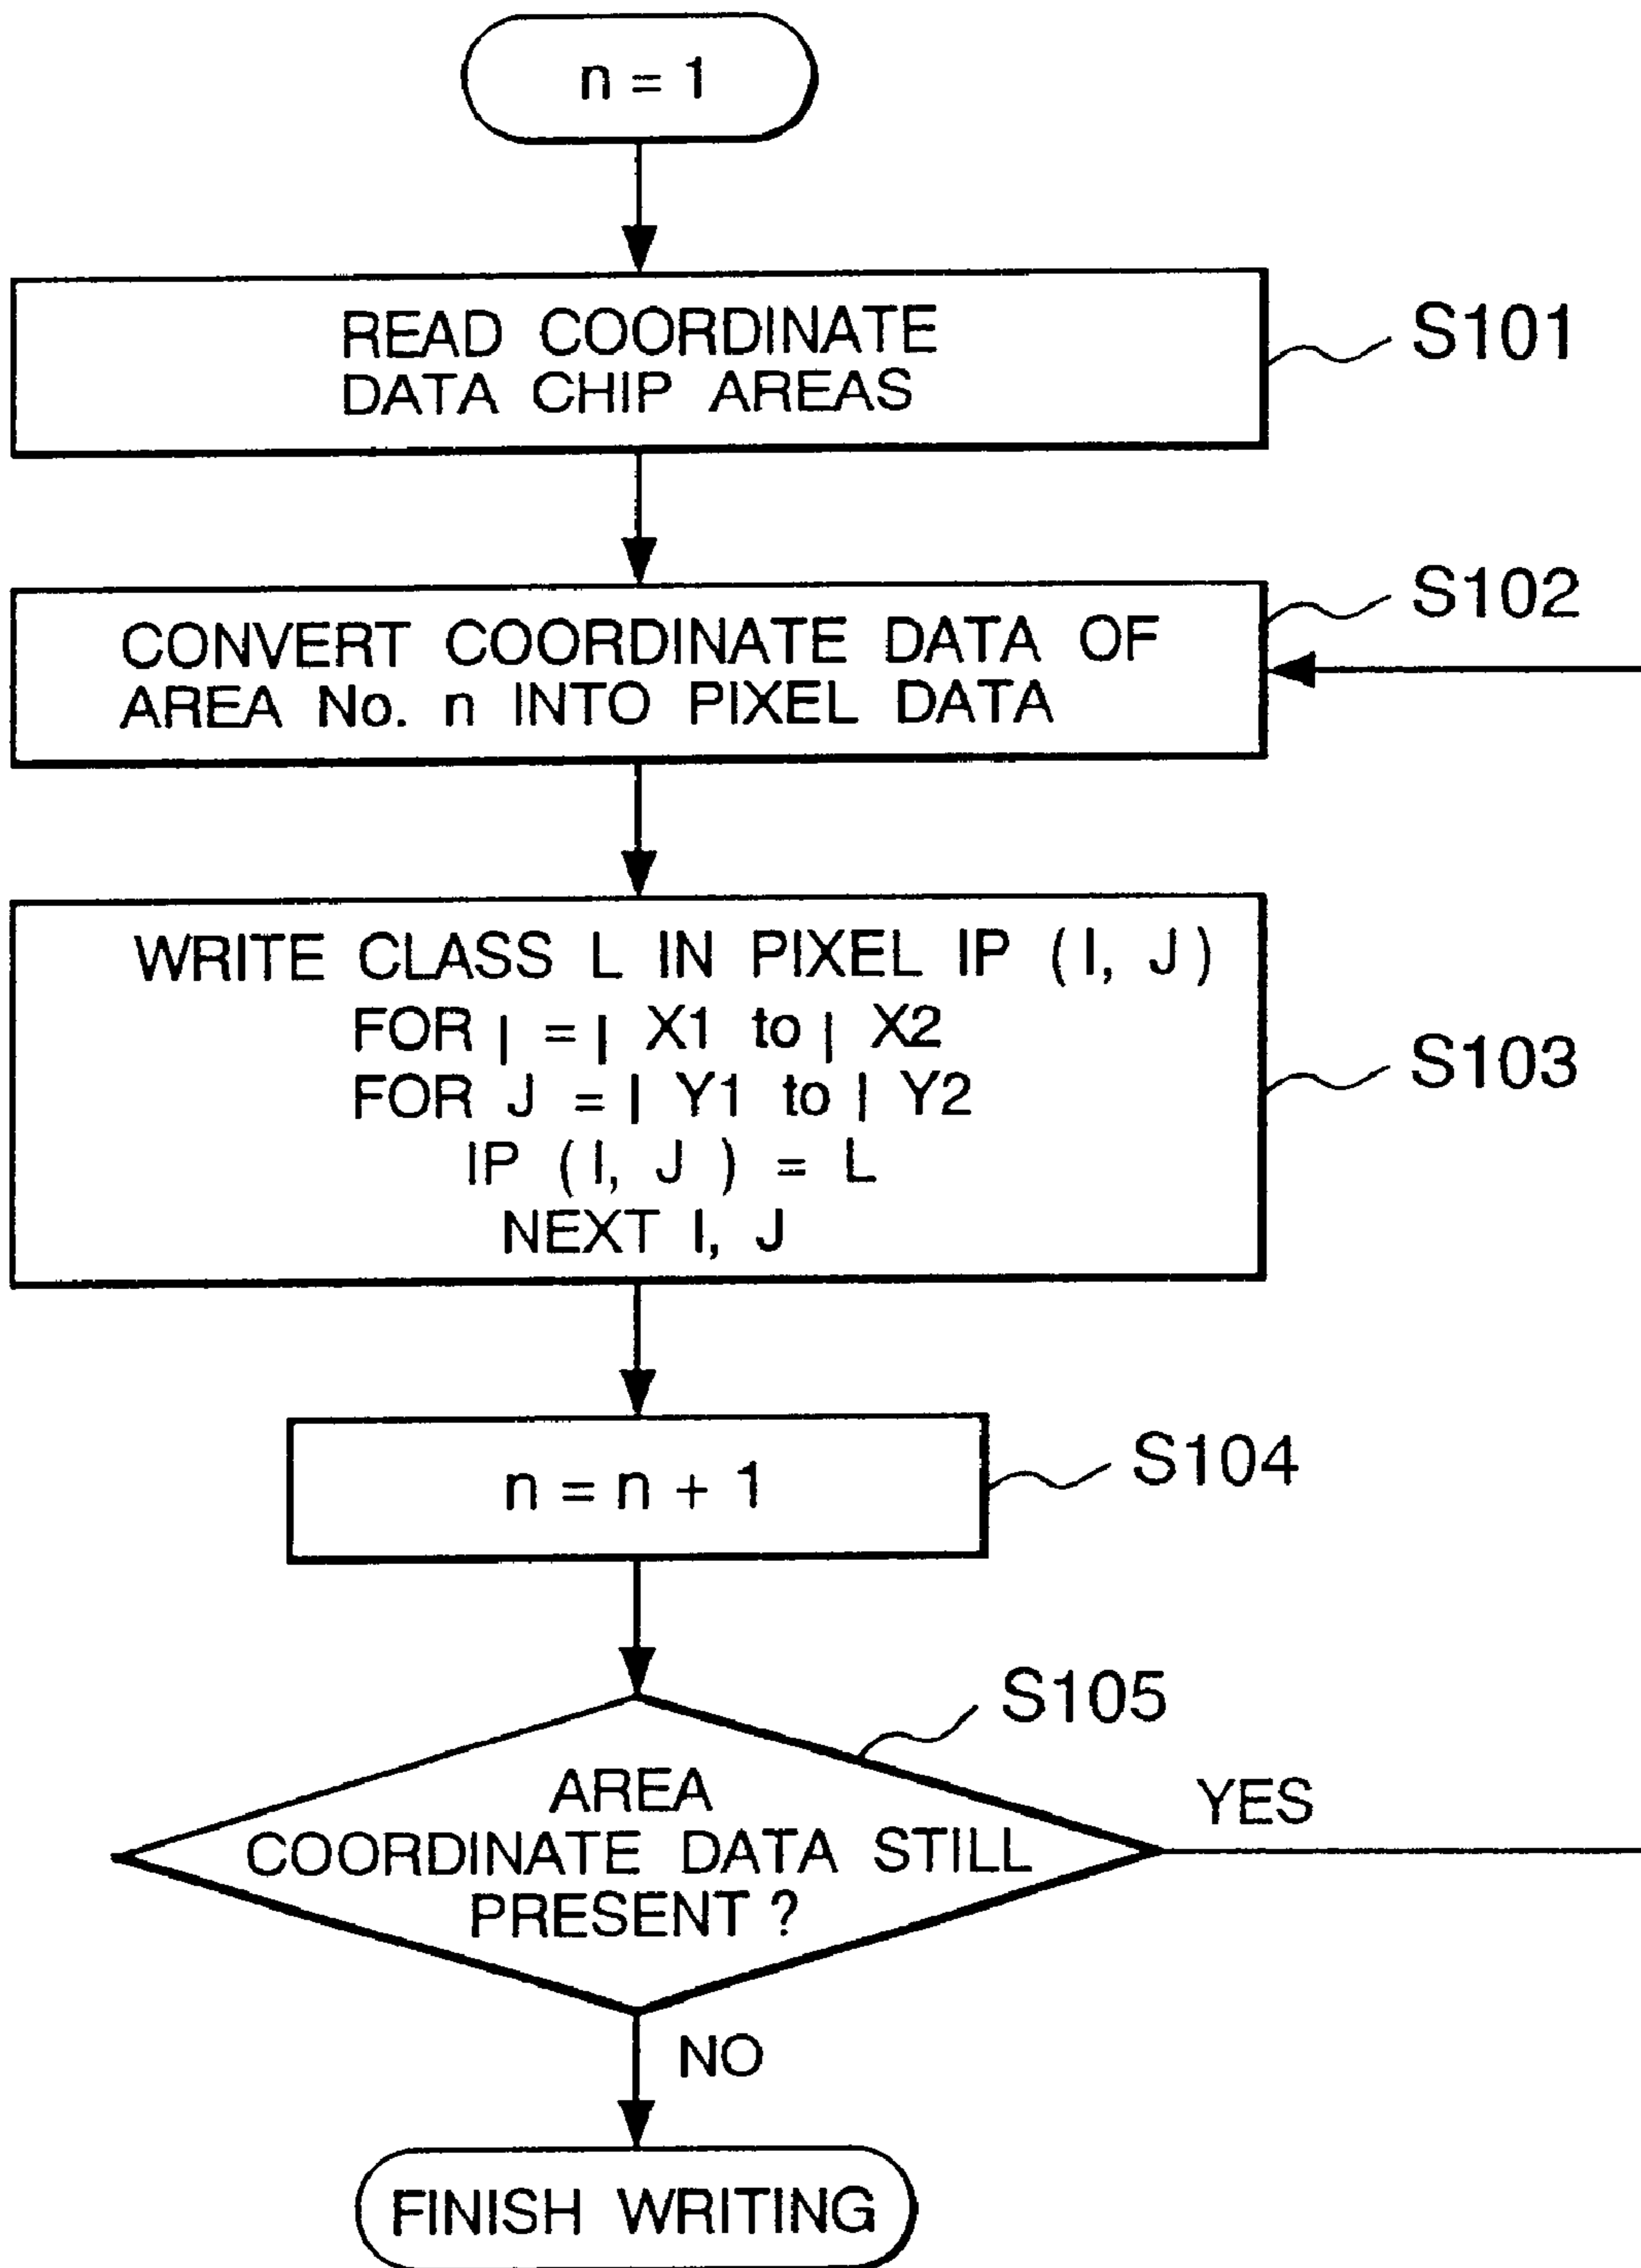 n = 1
READ COORDINATE
DATA CHIP AREAS
S101
CONVERT COORDINATE DATA OF
AREA No. n INTO PIXEL DATA
S102
WRITE CLASS L IN PIXEL IP ( I, J )
FOR I = I X1 to I X2
FOR J = I Y1 to I Y2
IP ( I, J ) = L
NEXT I, J
S103
n = n + 1
S104
S105
AREA
COORDINATE DATA STILL
PRESENT ?
YES
NO
FINISH WRITING